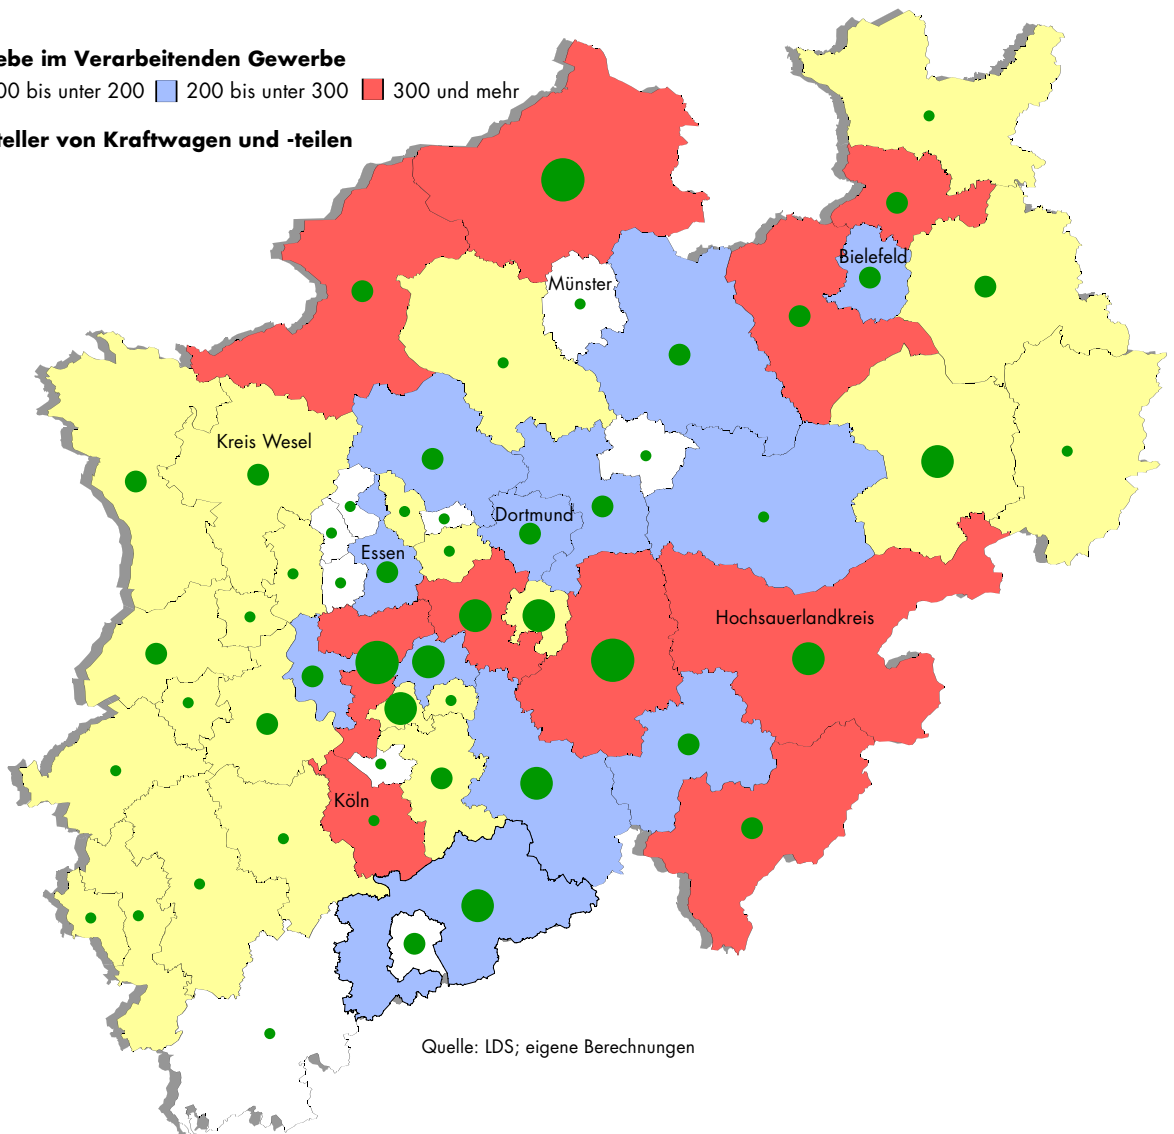 ebe im Verarbeitenden Gewerbe
00 bis unter 200 200 bis unter 300 300 und mehr
teller von Kraftwagen und -teilen
Bielefeld
Münster
Kreis Wesel
Dortmund
Essen
Hochsauerlandkreis
Köln
Quelle: LDS; eigene Berechnungen